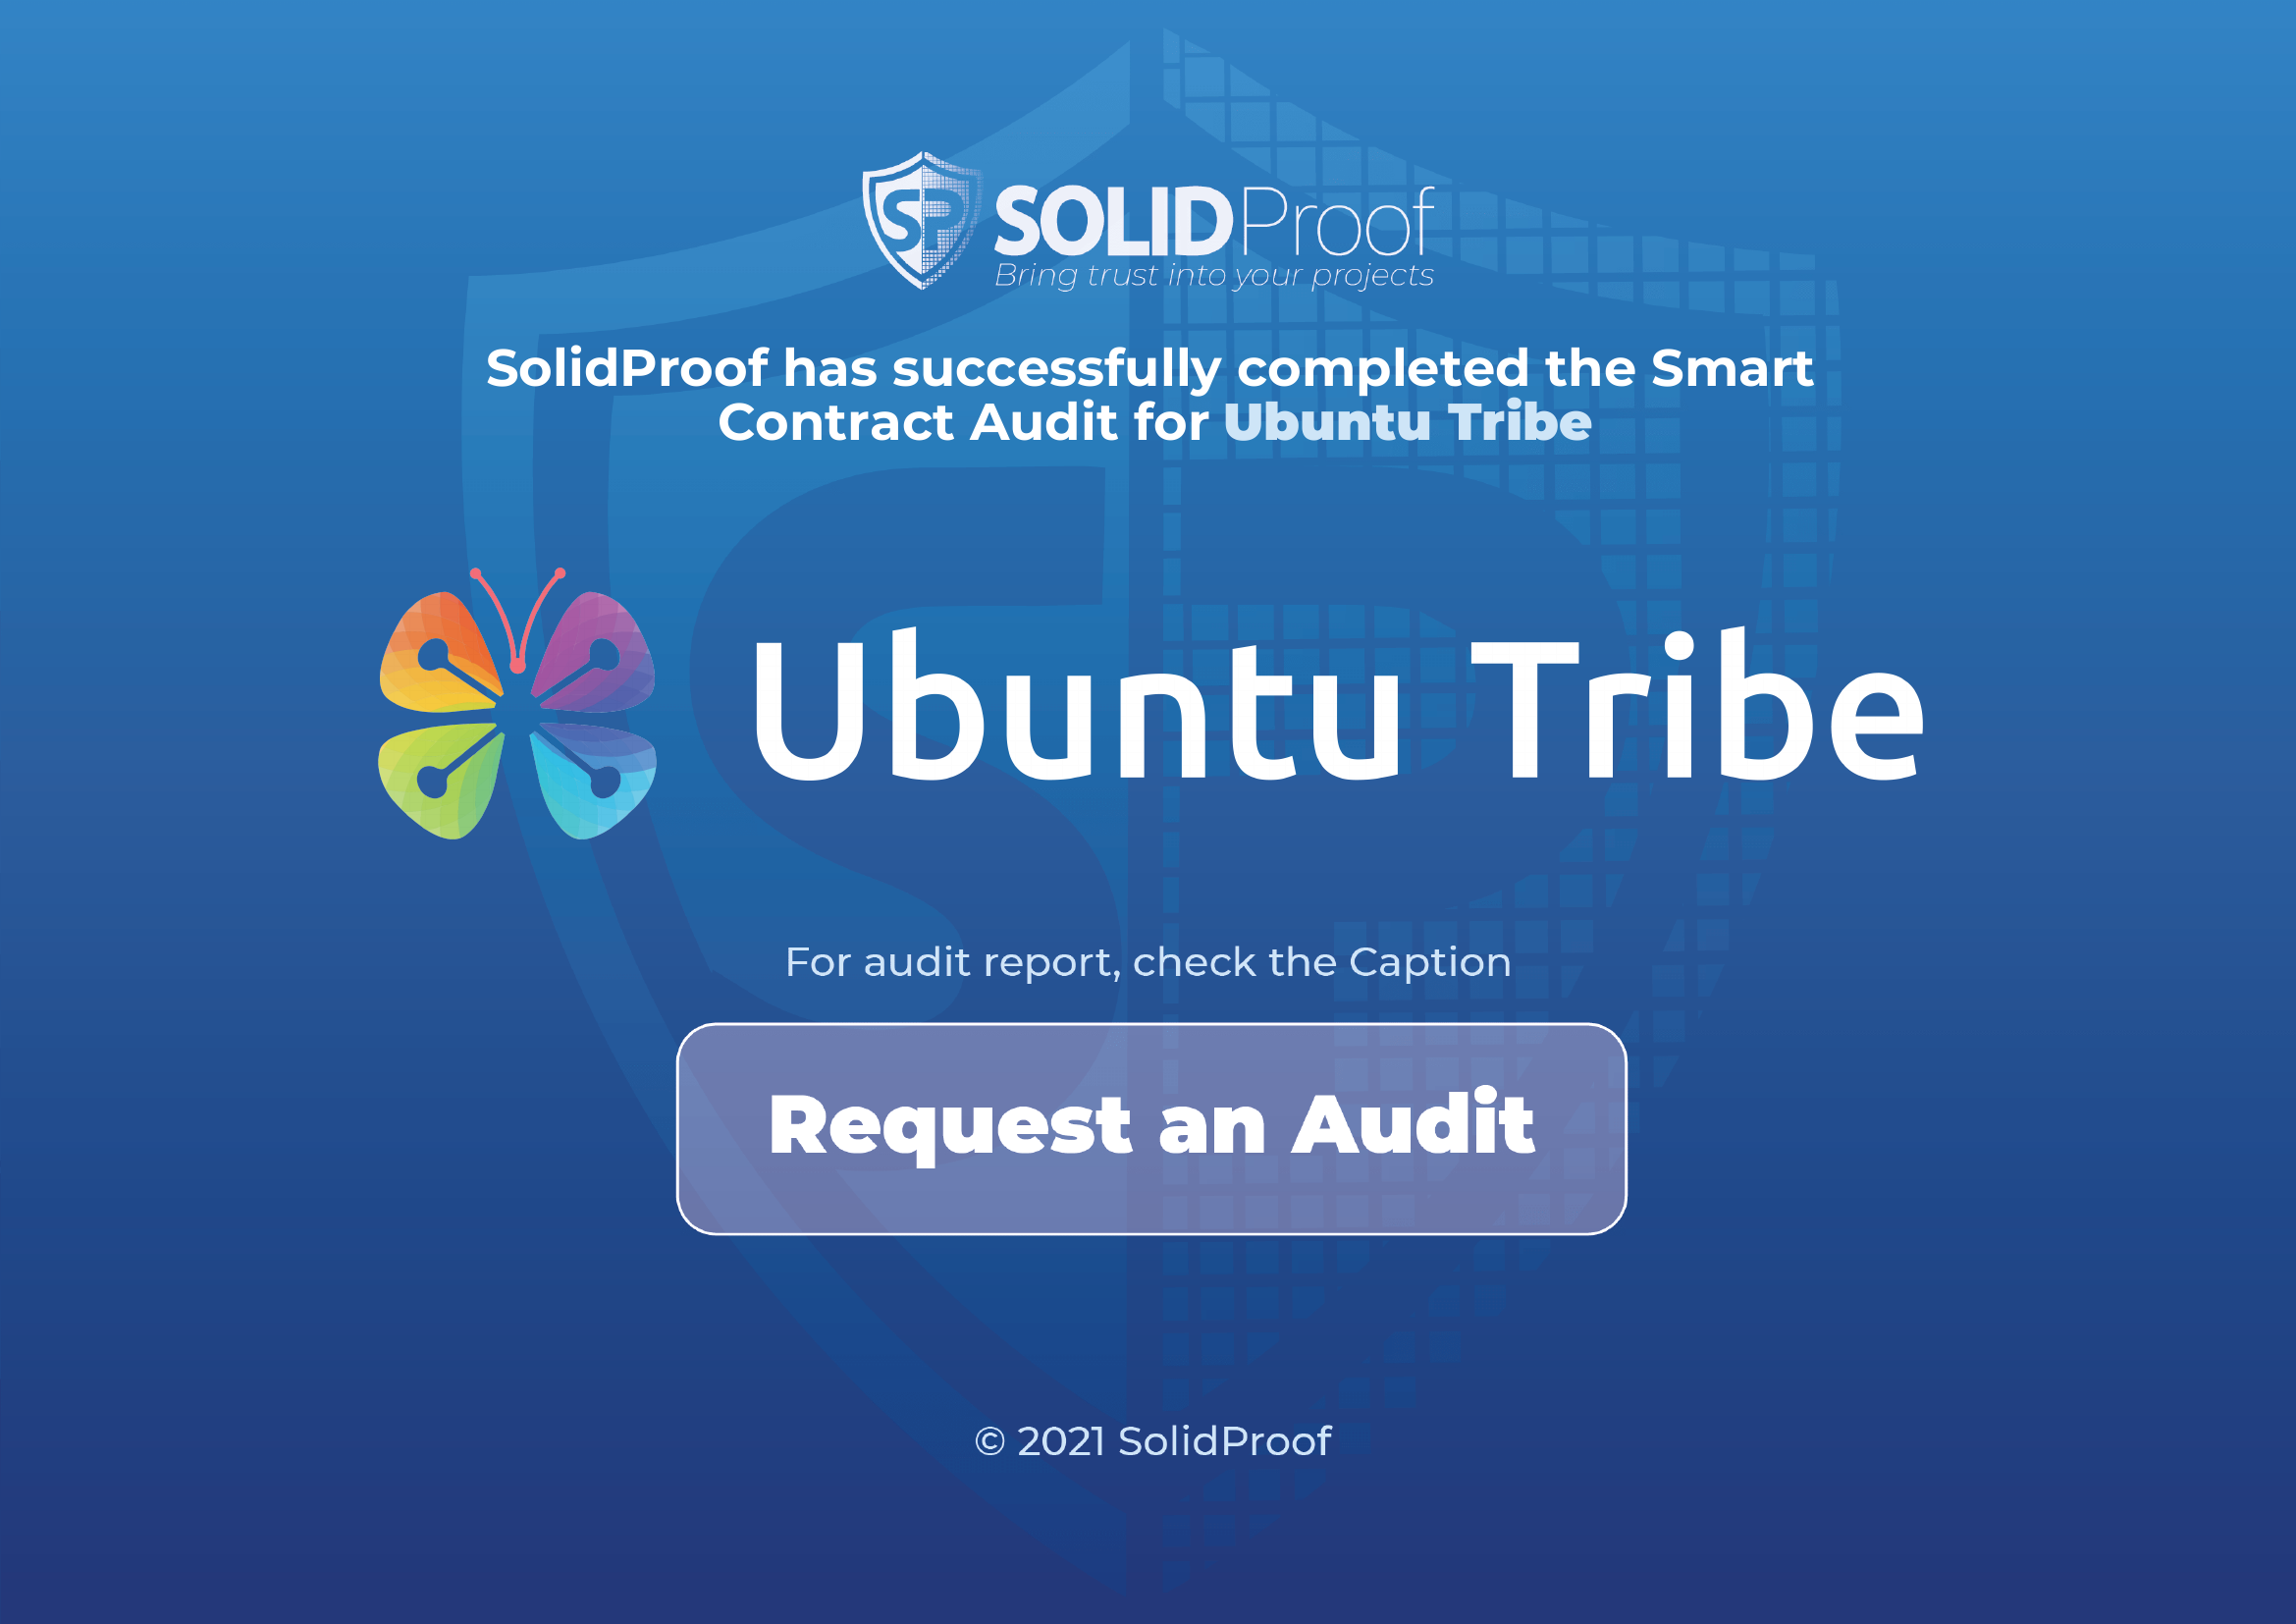 SP SOLIDProof
Bring trust into your projects
SolidProof has successfully completed the Smart
Contract Audit for Ubuntu Tribe
Ubuntu Tribe
For audit report, check the Caption
Request an Audit
© 2021 SolidProof